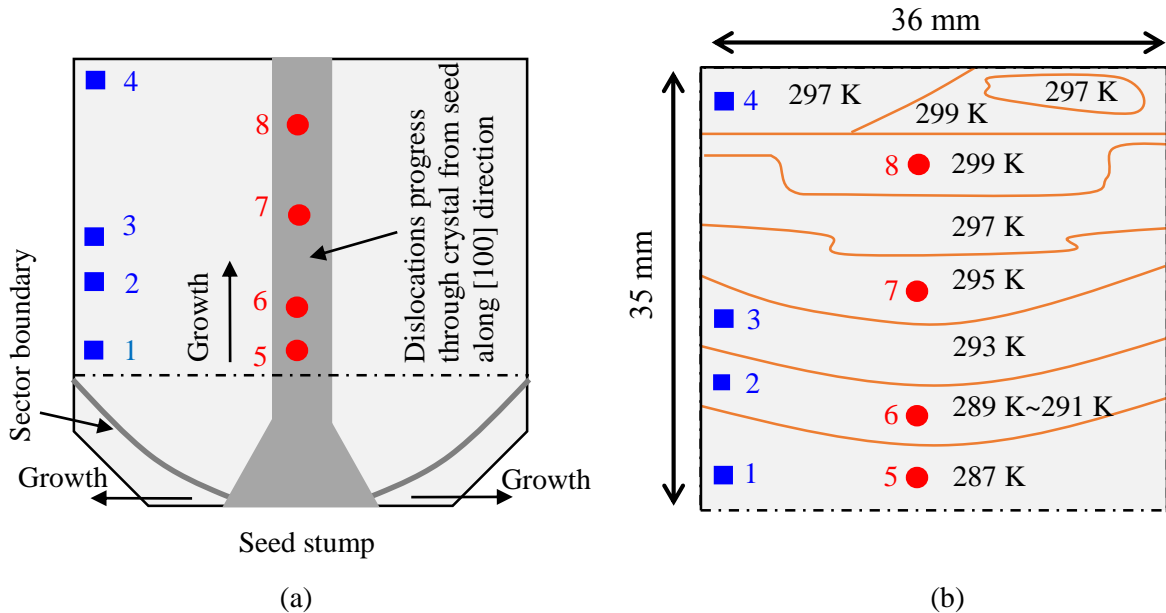 4
8
7
3
2
6
1
5
Growth
Dislocations progress
through crystal from seed
along [100] direction
Sector boundary
Growth
Growth
Seed stump
(a)
36 mm
35 mm
4
297 K
297 K
299 K
8
299 K
297 K
7
295 K
3
293 K
2
6
289 K~291 K
1
5
287 K
(b)